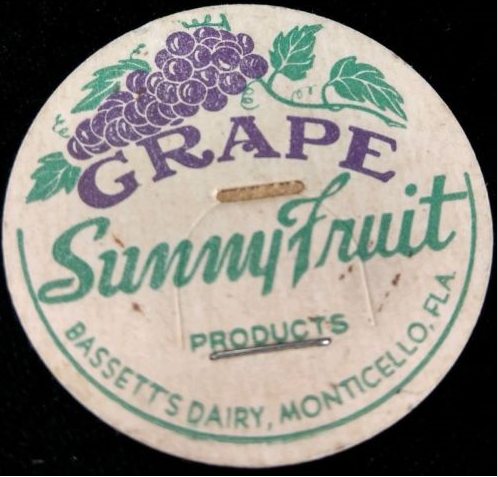 GRAPE
SunnyFruit
PRODUCTS
BASSETT'S DAIRY, MONTICELLO, FLA.